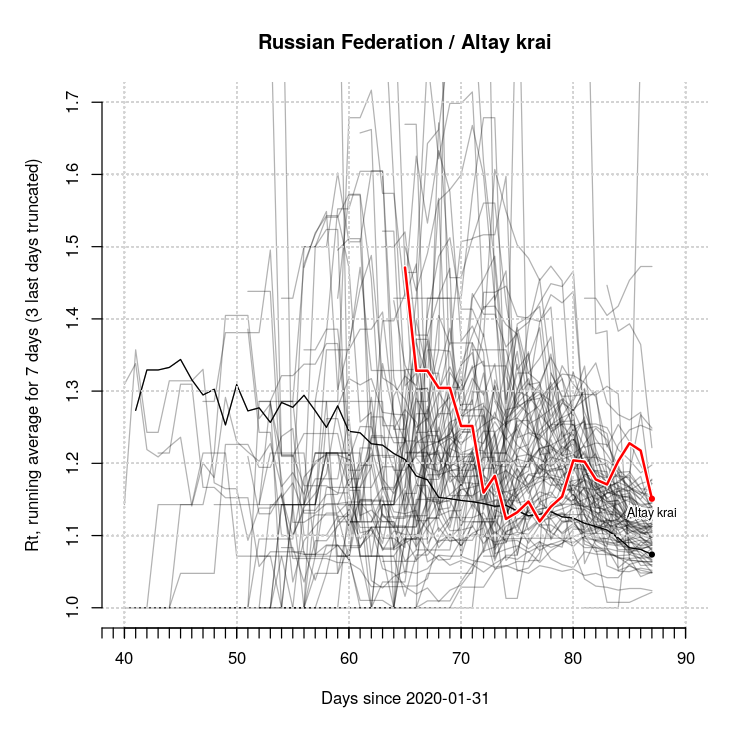 Russian Federation / Altay krai
Rt, running average for 7 days (3 last days truncated)
1.7
1.6
1.5
1.4
1.3
1.2
1.1
1.0
Altay krai
40 50 60 70 80 90
Days since 2020-01-31